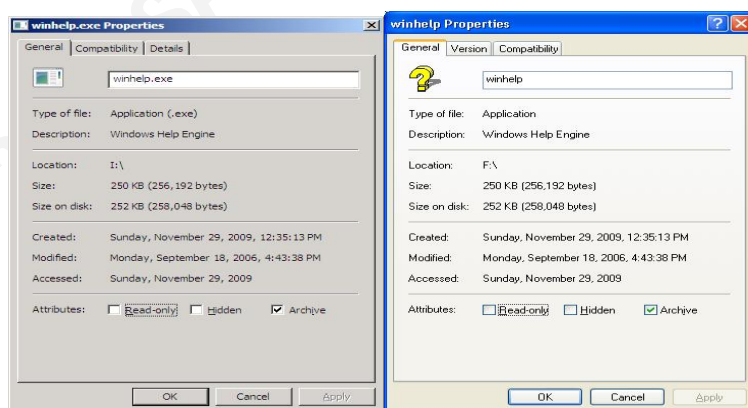 winhelp.exe Properties
General Compatibility Details
winhelp.exe
Type of file: Application (.exe)
Description: Windows Help Engine
Location: I:\
Size: 250 KB (256,192 bytes)
Size on disk: 252 KB (258,048 bytes)
Created: Sunday, November 29, 2009, 12:35:13 PM
Modified: Monday, September 18, 2006, 4:43:38 PM
Accessed: Sunday, November 29, 2009
Attributes: Read-only Hidden Archive
OK Cancel Apply
winhelp Properties
General Version Compatibility
winhelp
Type of file: Application
Description: Windows Help Engine
Location: F:\
Size: 250 KB (256,192 bytes)
Size on disk: 252 KB (258,048 bytes)
Created: Sunday, November 29, 2009, 12:35:13 PM
Modified: Monday, September 18, 2006, 4:43:38 PM
Accessed: Sunday, November 29, 2009
Attributes: Read-only Hidden Archive
OK Cancel Apply